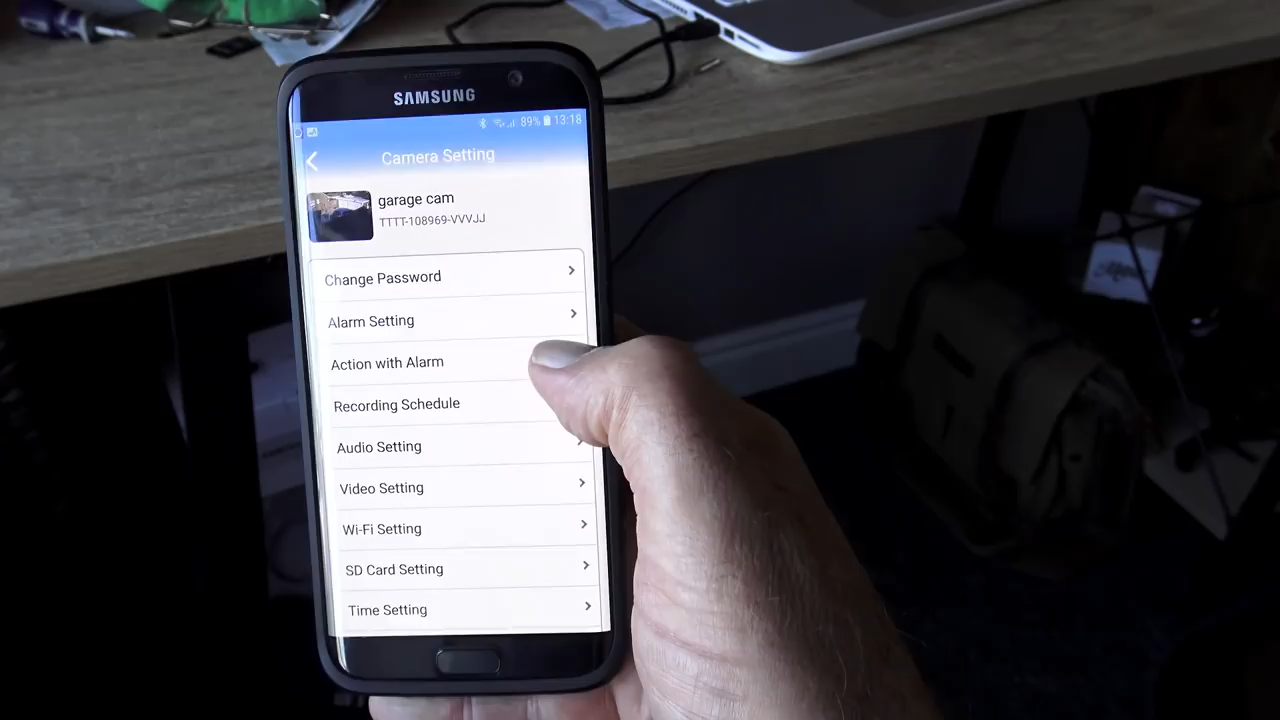 SAMSUNG
89% 13:18
Camera Setting
garage cam
TTTT-108969-VVVJJ
Change Password
Alarm Setting
Action with Alarm
Recording Schedule
Audio Setting
Video Setting
Wi-Fi Setting
SD Card Setting
Time Setting